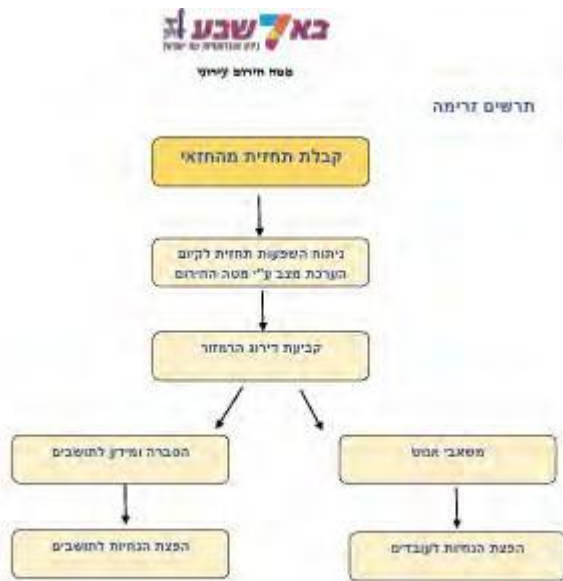 באר שבע
מטה חירום עירוני
תרשים זרימה
קבלת תחזית מהחזאי
ניתוח השפעות תחזית לקיום
הערכת מצב ע"י מטה החירום
קביעת דירוג הרמזור
הסברה ומידע לתושבים
משאבי אנוש
הפצת הנחיות לתושבים
הפצת הנחיות לעובדים